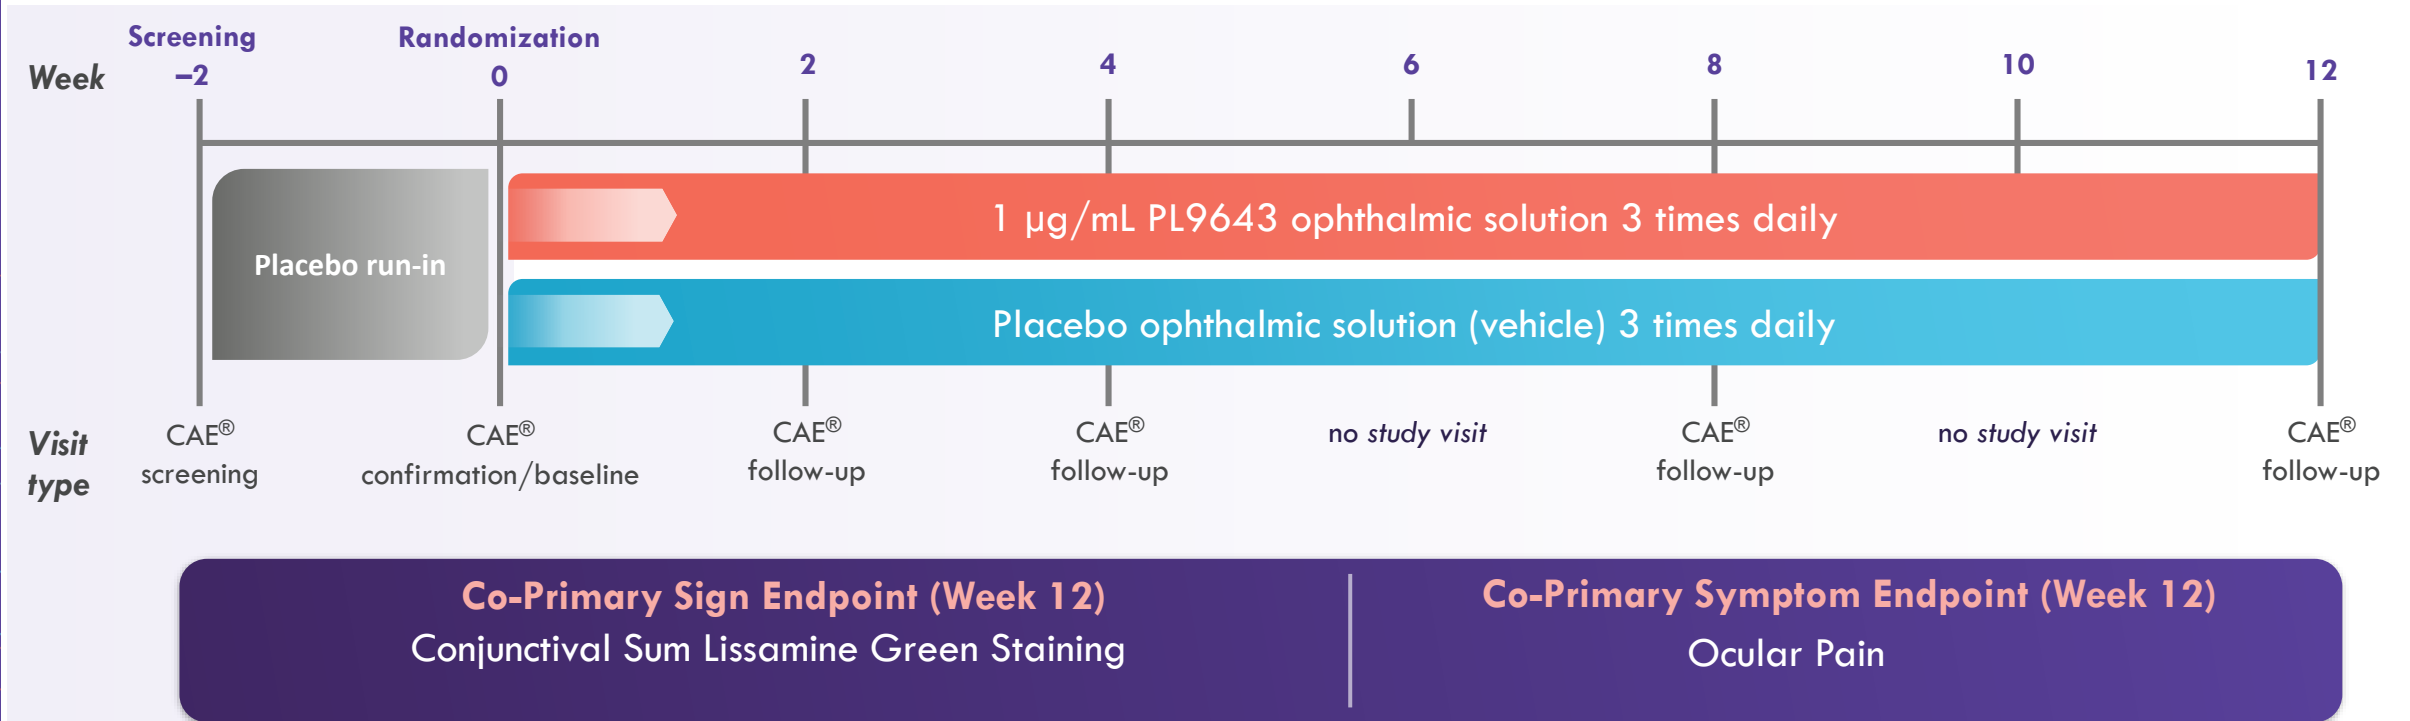 Screening
Randomization
Week
–2
0
2
4
6
8
10
12
Placebo run-in
1 µg/mL PL9643 ophthalmic solution 3 times daily
Placebo ophthalmic solution (vehicle) 3 times daily
Visit
type
CAE®
screening
CAE®
confirmation/baseline
CAE®
follow-up
CAE®
follow-up
no study visit
CAE®
follow-up
no study visit
CAE®
follow-up
Co-Primary Sign Endpoint (Week 12)
Conjunctival Sum Lissamine Green Staining
Co-Primary Symptom Endpoint (Week 12)
Ocular Pain